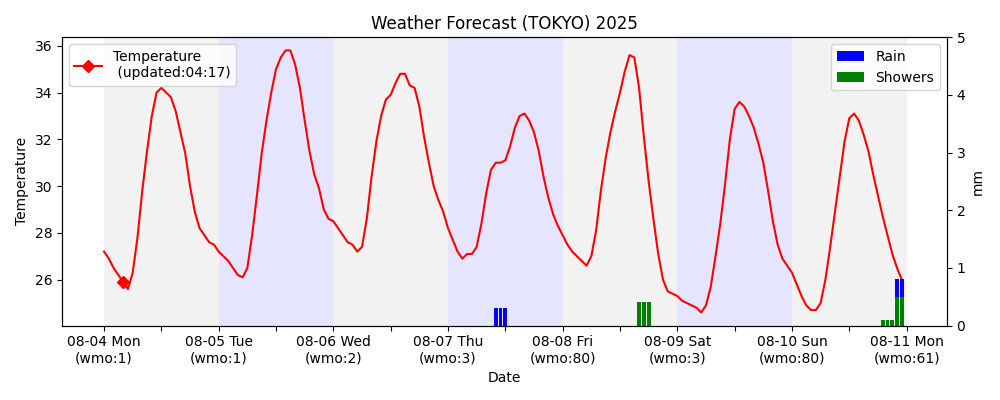 Weather Forecast (TOKYO) 2025
Temperature
(updated:04:17)
Rain
Showers
36
34
32
30
28
26
Temperature
5
4
3
2
1
0
mm
08-04 Mon
(wmo:1)
08-05 Tue
(wmo:1)
08-06 Wed
(wmo:2)
08-07 Thu
(wmo:3)
08-08 Fri
(wmo:80)
08-09 Sat
(wmo:3)
08-10 Sun
(wmo:80)
08-11 Mon
(wmo:61)
Date